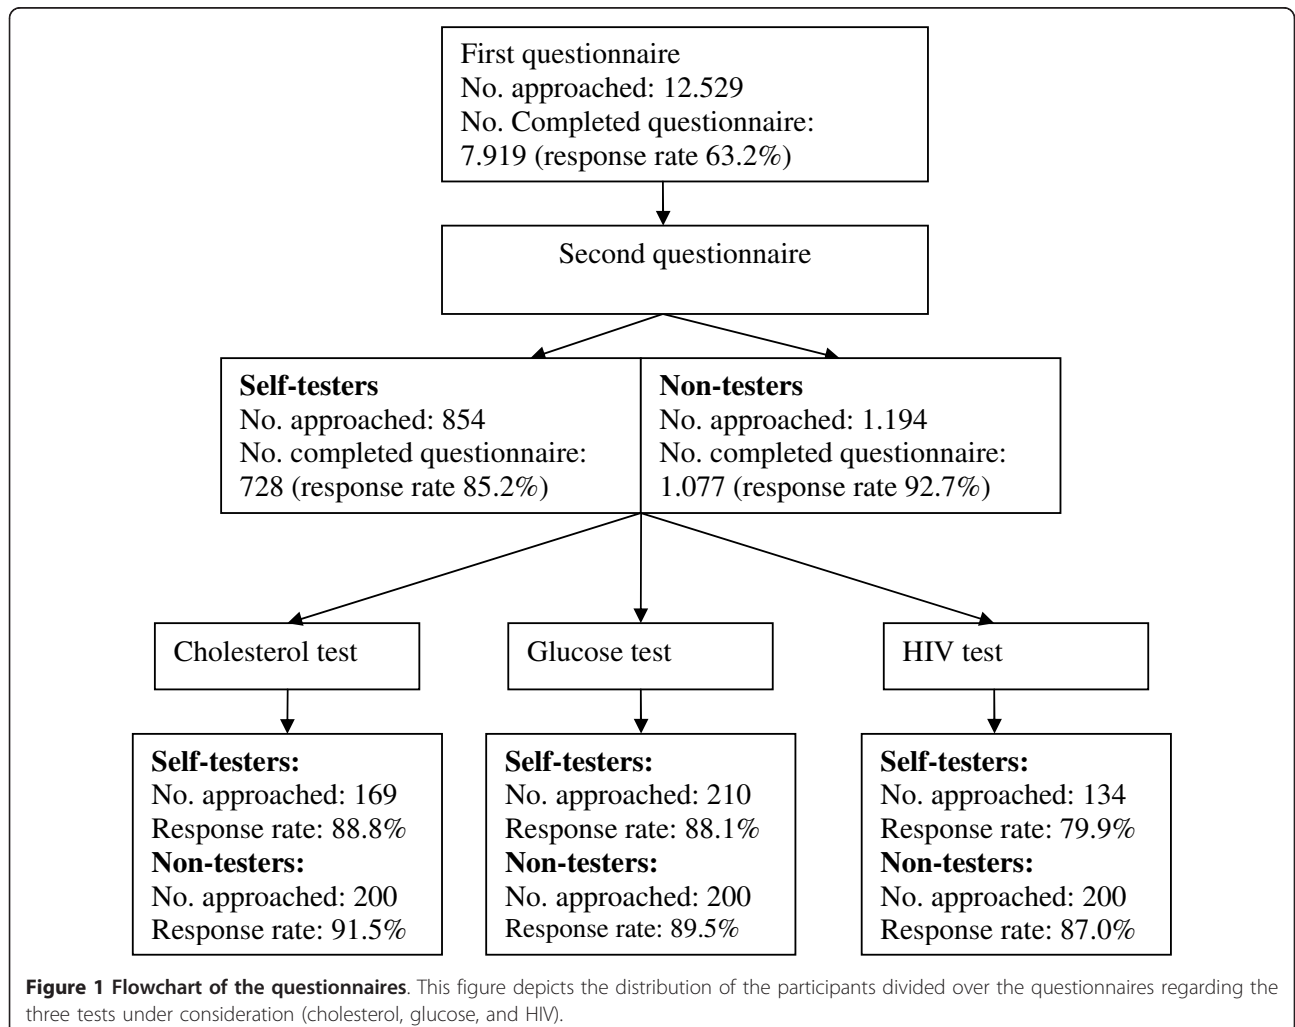 First questionnaire
No. approached: 12.529
No. Completed questionnaire:
7.919 (response rate 63.2%)
Second questionnaire
Self-testers
No. approached: 854
No. completed questionnaire:
728 (response rate 85.2%)
Non-testers
No. approached: 1.194
No. completed questionnaire:
1.077 (response rate 92.7%)
Cholesterol test
Glucose test
HIV test
Self-testers:
No. approached: 169
Response rate: 88.8%
Non-testers:
No. approached: 200
Response rate: 91.5%
Self-testers:
No. approached: 210
Response rate: 88.1%
Non-testers:
No. approached: 200
Response rate: 89.5%
Self-testers:
No. approached: 134
Response rate: 79.9%
Non-testers:
No. approached: 200
Response rate: 87.0%
Figure 1 Flowchart of the questionnaires. This figure depicts the distribution of the participants divided over the questionnaires regarding the
three tests under consideration (cholesterol, glucose, and HIV).